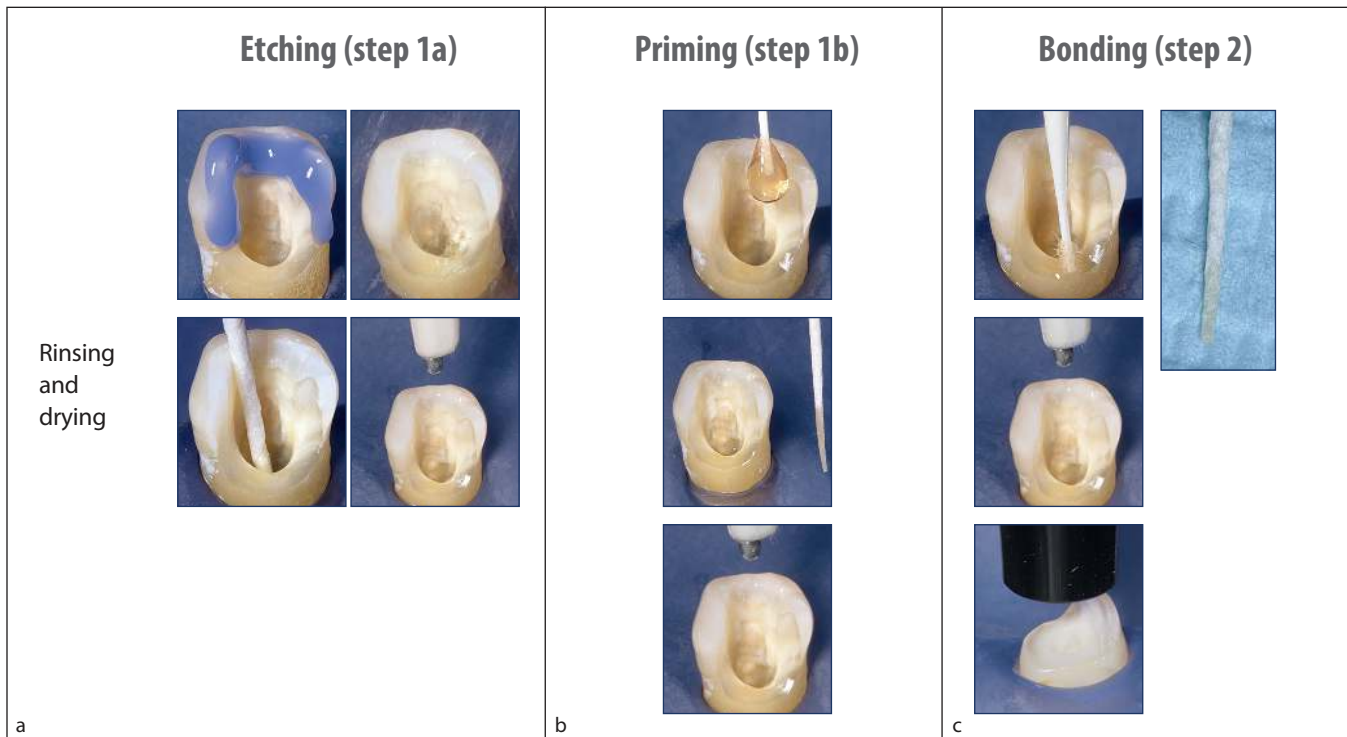 Etching (step 1a)
Priming (step 1b)
Bonding (step 2)
Rinsing
and
drying
a
b
c